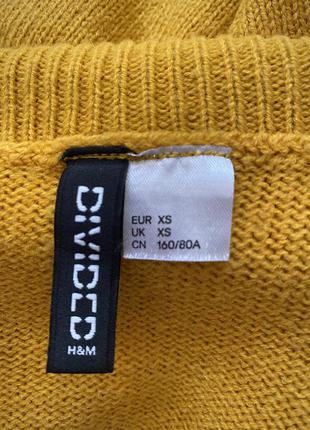 DIVIDED
H&M
EUR XS
UK XS
CN 160/80A